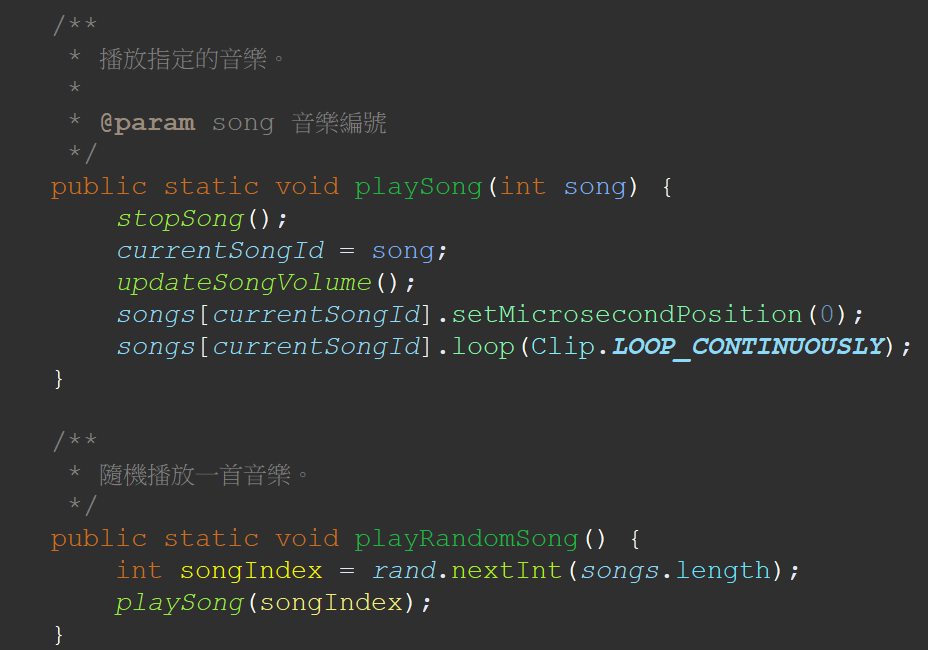 /**
 * 播放指定的音樂。
 *
 * @param song 音樂編號
 */
public static void playSong(int song) {
    stopSong();
    currentSongId = song;
    updateSongVolume();
    songs[currentSongId].setMicrosecondPosition(0);
    songs[currentSongId].loop(Clip.LOOP_CONTINUOUSLY);
}

/**
 * 隨機播放一首音樂。
 */
public static void playRandomSong() {
    int songIndex = rand.nextInt(songs.length);
    playSong(songIndex);
}